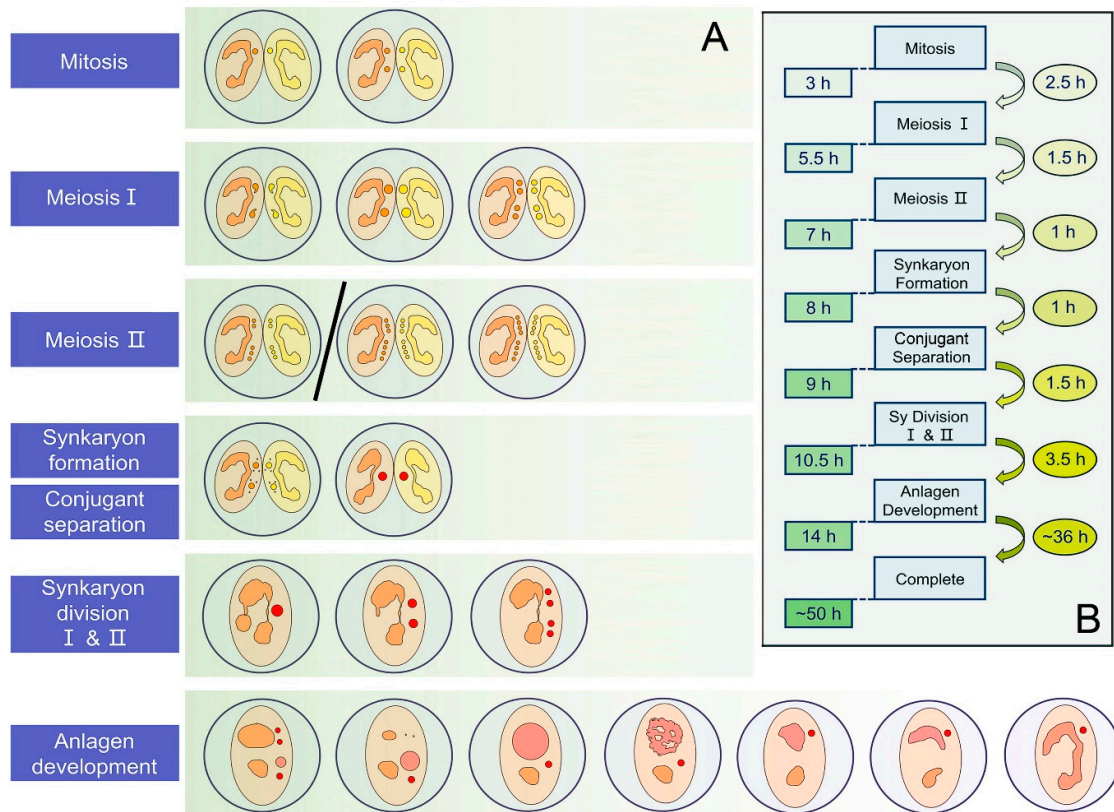 A
Mitosis
Meiosis Ⅰ
Meiosis Ⅱ
Synkaryon
formation
Conjugant
separation
Synkaryon
division
Ⅰ & Ⅱ
Anlagen
development
Mitosis
3 h
2.5 h
Meiosis Ⅰ
5.5 h
1.5 h
Meiosis Ⅱ
7 h
1 h
Synkaryon
Formation
8 h
1 h
Conjugant
Separation
9 h
1.5 h
Sy Division
Ⅰ & Ⅱ
10.5 h
3.5 h
Anlagen
Development
14 h
~36 h
Complete
~50 h
B